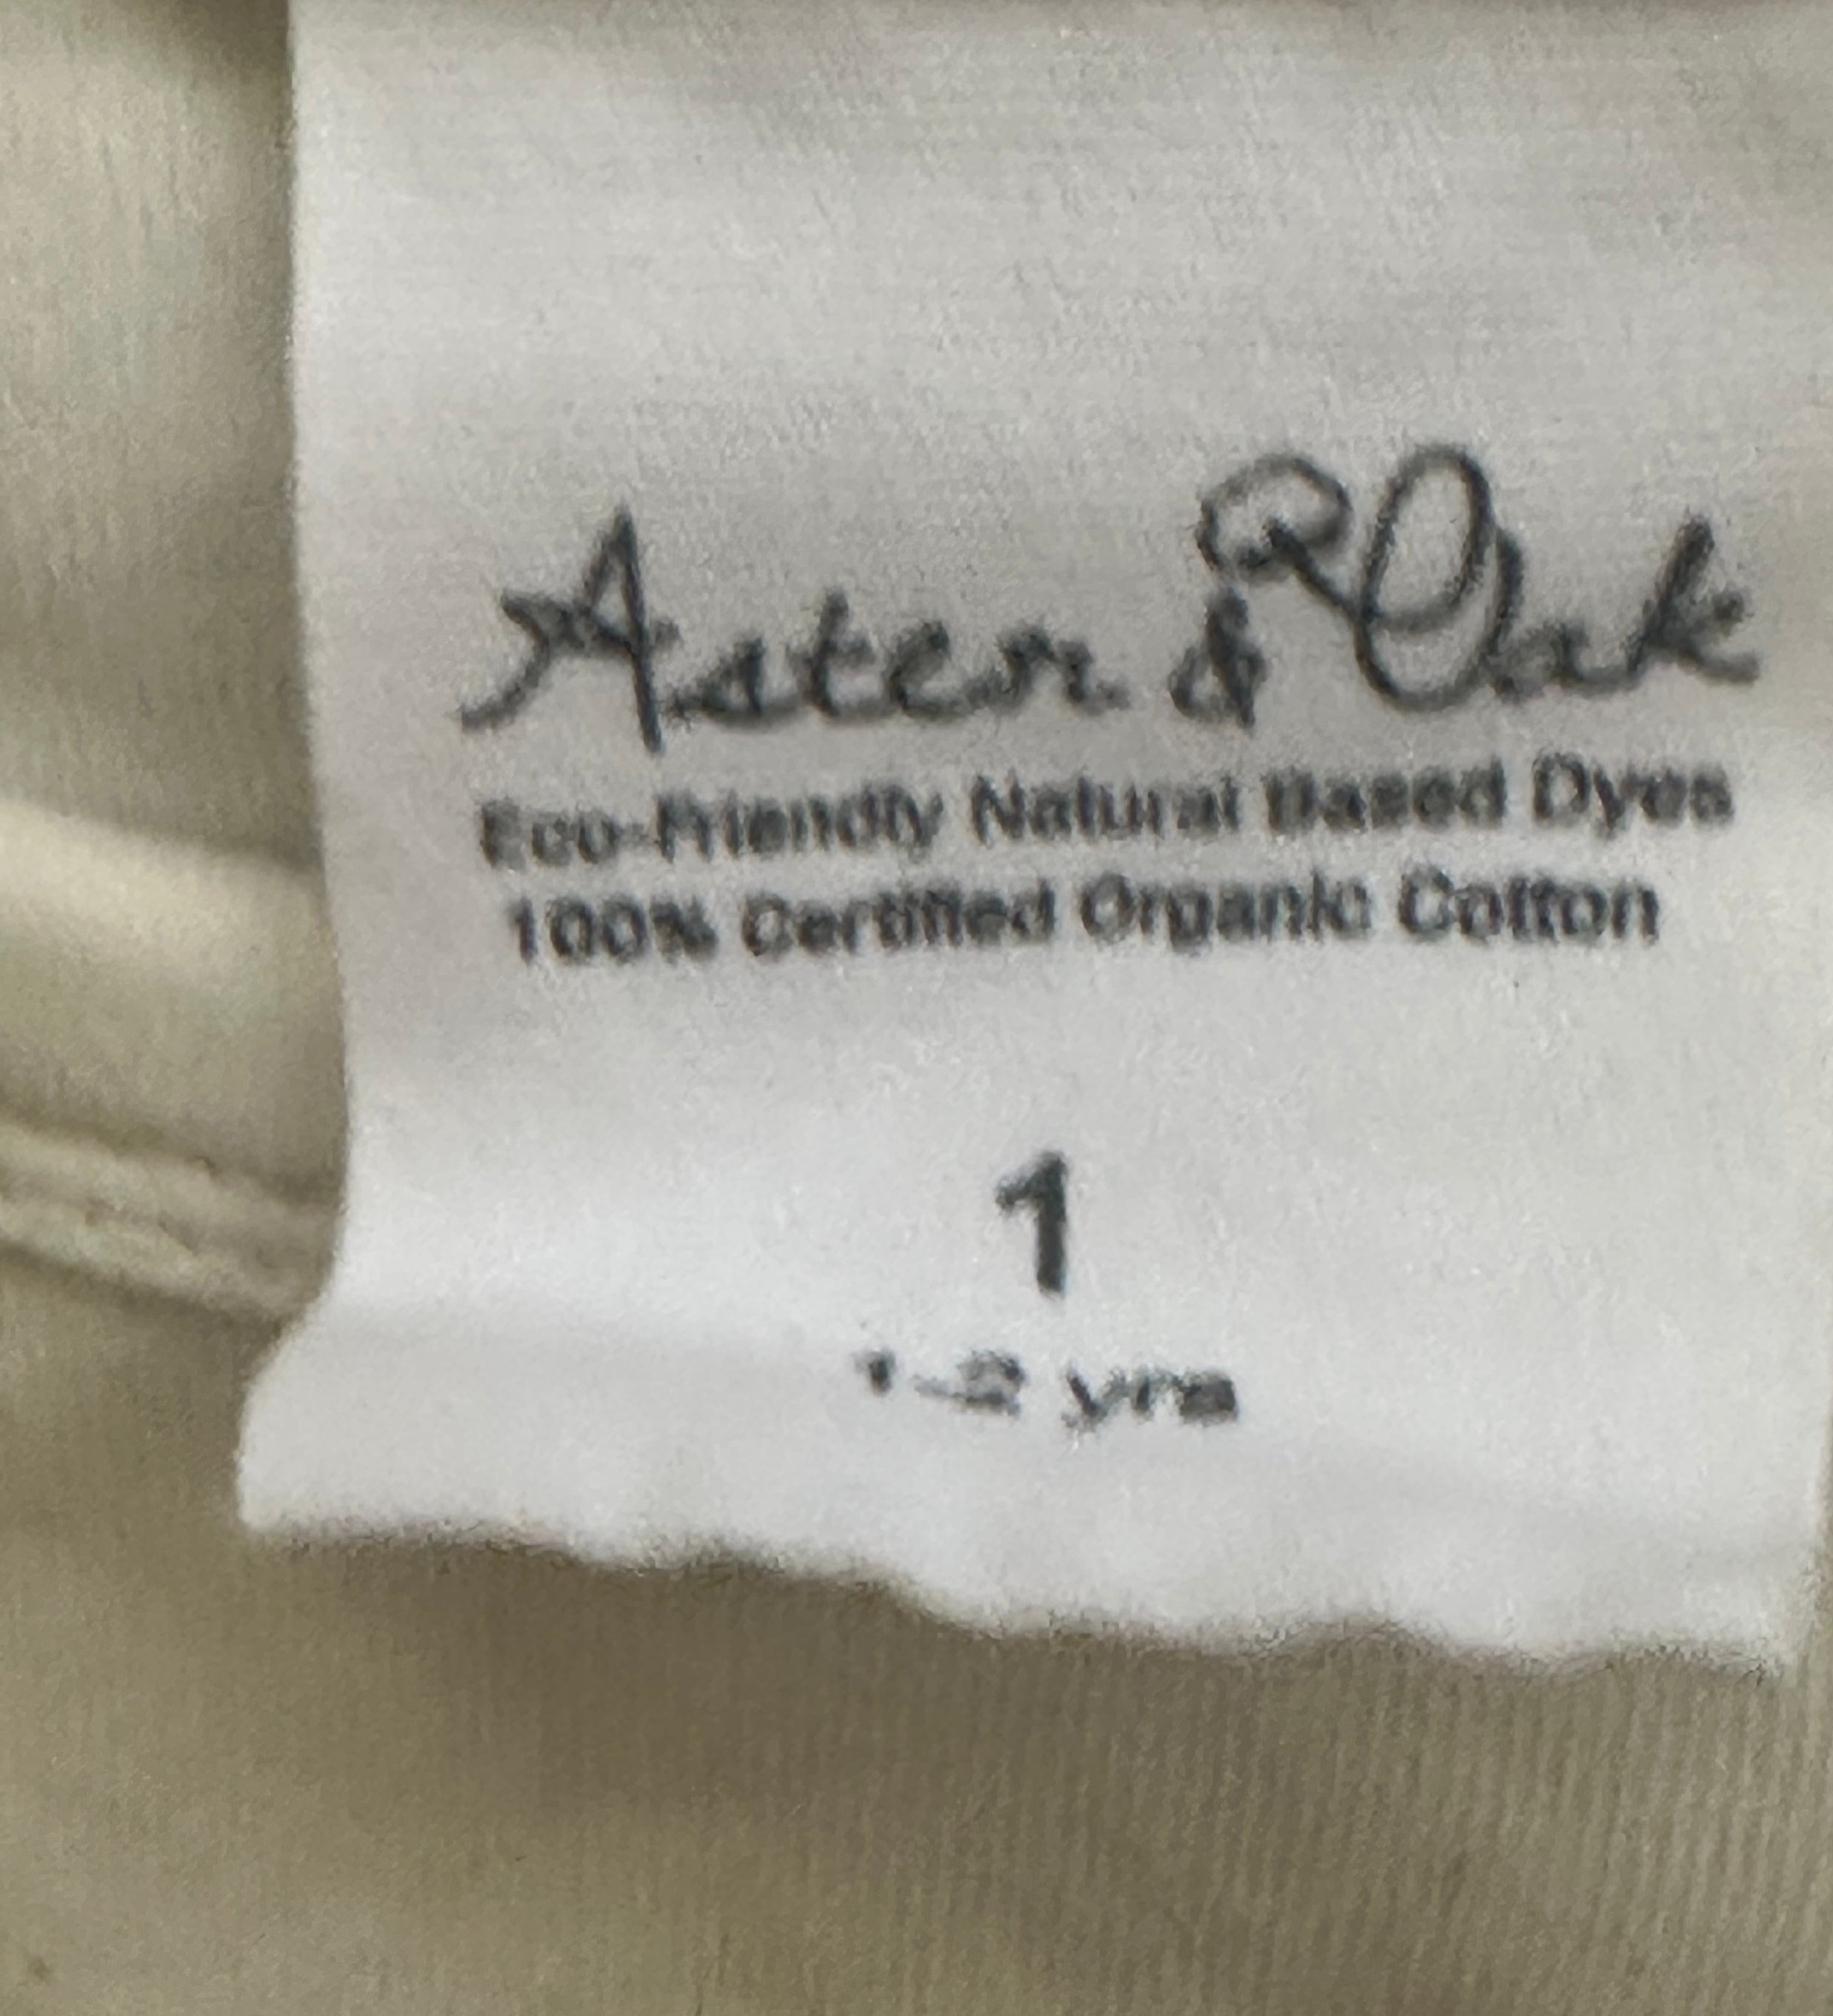 Aster & Oak
Eco-Friendly Natural Based Dyes
100% Certified Organic Cotton
1
1-2 yrs